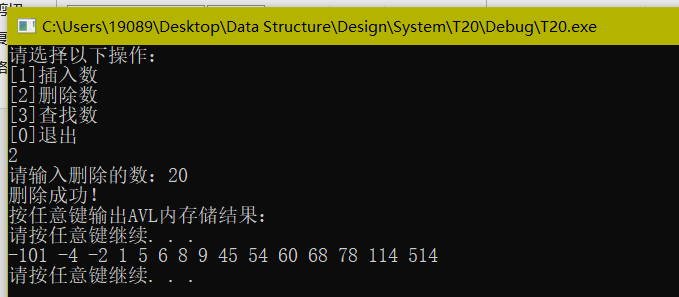 C:\Users\19089\Desktop\Data Structure\Design\System\T20\Debug\T20.exe
请选择以下操作：
[1]插入数
[2]删除数
[3]查找数
[0]退出
2
请输入删除的数：20
删除成功！
按任意键输出AVL内存储结果：
请按任意键继续. . .
-101 -4 -2 1 5 6 8 9 45 54 60 68 78 114 514
请按任意键继续. . .